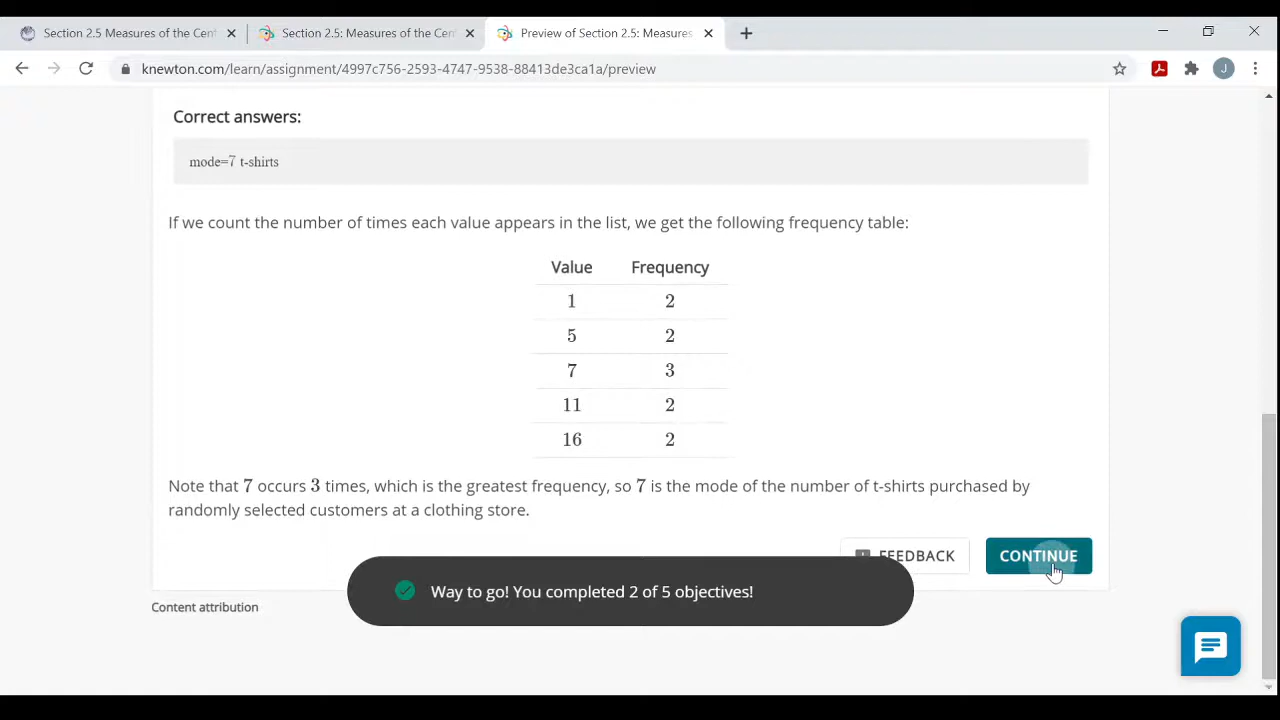 Section 2.5 Measures of the Cent
Section 2.5: Measures of the Cent
Preview of Section 2.5: Measures
knewton.com/learn/assignment/4997c756-2593-4747-9538-88413de3ca1a/preview
J
Correct answers:
mode=7 t-shirts
If we count the number of times each value appears in the list, we get the following frequency table:
Value Frequency
1 2
5 2
7 3
11 2
16 2
Note that 7 occurs 3 times, which is the greatest frequency, so 7 is the mode of the number of t-shirts purchased by
randomly selected customers at a clothing store.
FEEDBACK
CONTINUE
Way to go! You completed 2 of 5 objectives!
Content attribution